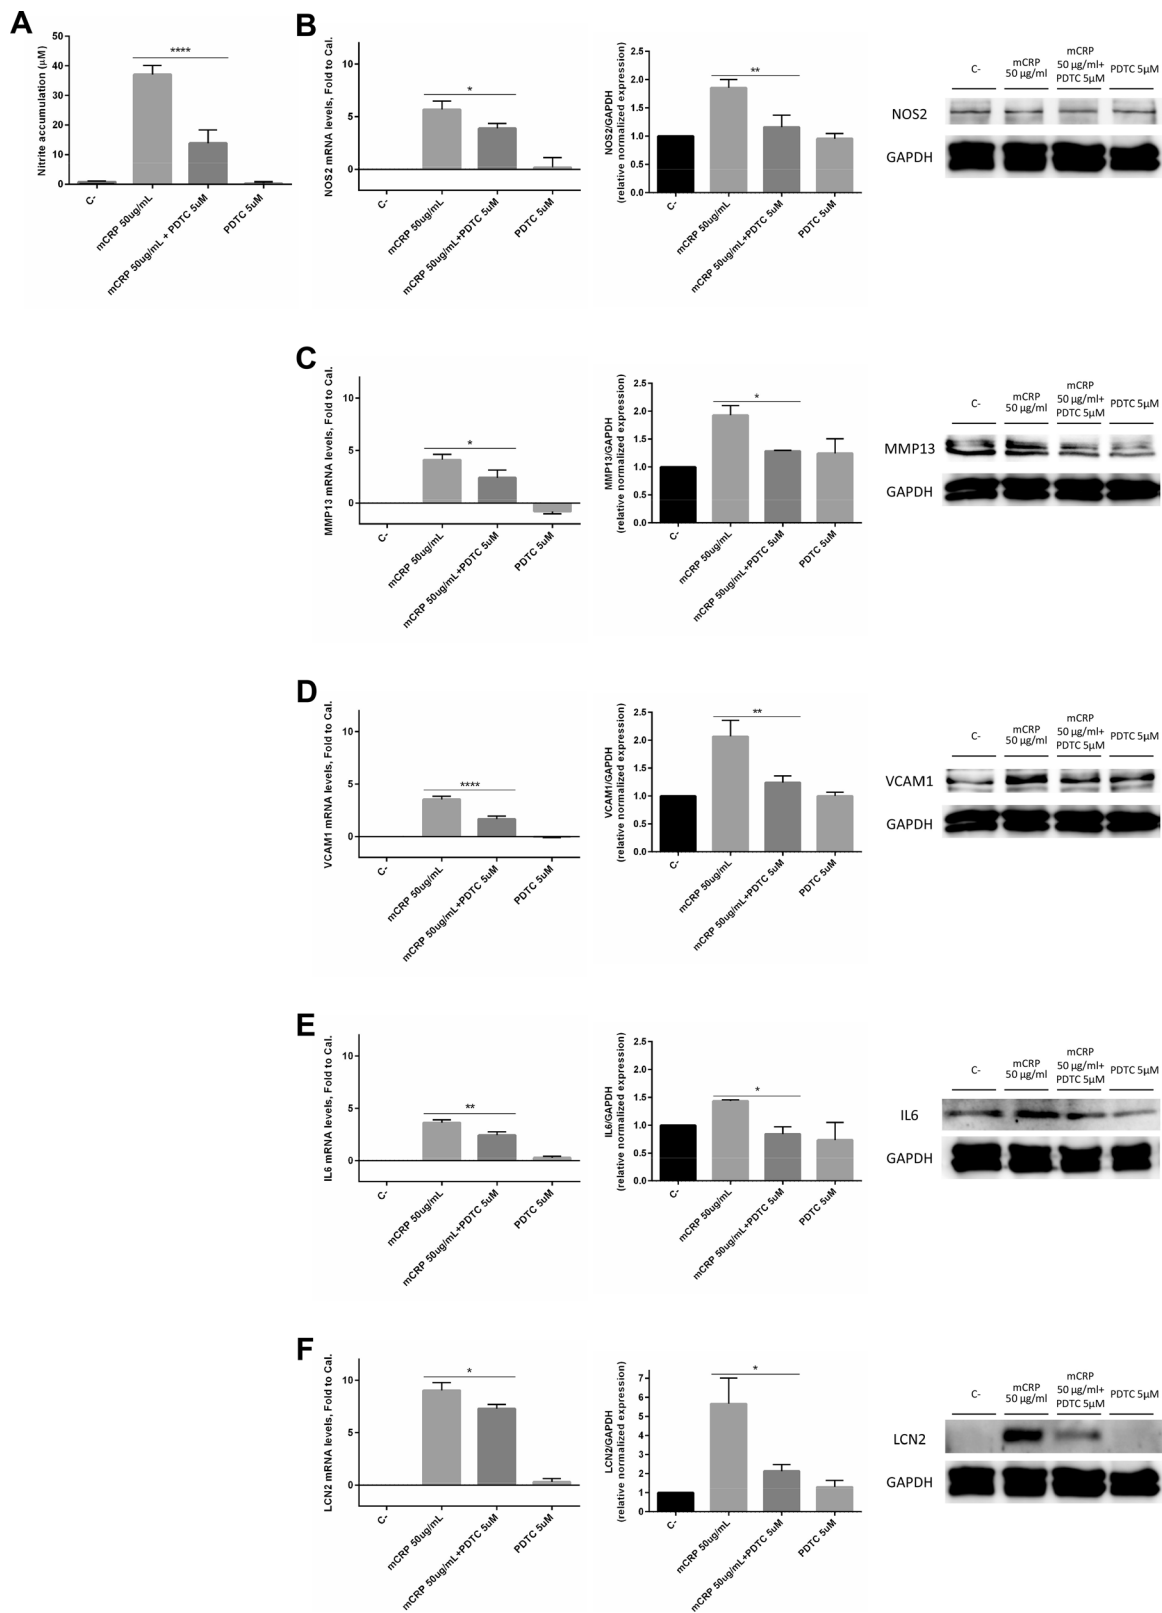 A
Nitrite accumulation (µM)
50
40
30
20
10
0
****
C-
mCRP 50ug/mL
mCRP 50ug/mL + PDTC 5uM
PDTC 5uM
B
NOS2 mRNA levels, Fold to Cal.
10
5
0
*
C-
mCRP 50ug/mL
mCRP 50ug/mL+PDTC 5uM
PDTC 5uM
NOS2/GAPDH
(relative normalized expression)
2.5
2.0
1.5
1.0
0.5
0.0
**
C-
mCRP 50ug/mL
mCRP 50ug/mL+PDTC 5uM
PDTC 5uM
C-
mCRP
50 µg/ml
mCRP
50 µg/ml+
PDTC 5µM
PDTC 5µM
NOS2
GAPDH
C
MMP13 mRNA levels, Fold to Cal.
10
5
0
*
C-
mCRP 50ug/mL
mCRP 50ug/mL+PDTC 5uM
PDTC 5uM
MMP13/GAPDH
(relative normalized expression)
2.5
2.0
1.5
1.0
0.5
0.0
*
C-
mCRP 50ug/mL
mCRP 50ug/mL+PDTC 5uM
PDTC 5uM
C-
mCRP
50 µg/ml
mCRP
50 µg/ml+
PDTC 5µM
PDTC 5µM
MMP13
GAPDH
D
VCAM1 mRNA levels, Fold to Cal.
10
5
0
****
C-
mCRP 50ug/mL
mCRP 50ug/mL+PDTC 5uM
PDTC 5uM
VCAM1/GAPDH
(relative normalized expression)
2.5
2.0
1.5
1.0
0.5
0.0
**
C-
mCRP 50ug/mL
mCRP 50ug/mL+PDTC 5uM
PDTC 5uM
C-
mCRP
50 µg/ml
mCRP
50 µg/ml+
PDTC 5µM
PDTC 5µM
VCAM1
GAPDH
E
IL6 mRNA levels, Fold to Cal.
10
5
0
**
C-
mCRP 50ug/mL
mCRP 50ug/mL+PDTC 5uM
PDTC 5uM
IL6/GAPDH
(relative normalized expression)
2.5
2.0
1.5
1.0
0.5
0.0
*
C-
mCRP 50ug/mL
mCRP 50ug/mL+PDTC 5uM
PDTC 5uM
C-
mCRP
50 µg/ml
mCRP
50 µg/ml+
PDTC 5µM
PDTC 5µM
IL6
GAPDH
F
LCN2 mRNA levels, Fold to Cal.
10
5
0
*
C-
mCRP 50ug/mL
mCRP 50ug/mL+PDTC 5uM
PDTC 5uM
LCN2/GAPDH
(relative normalized expression)
7
6
5
4
3
2
1
0
*
C-
mCRP 50ug/mL
mCRP 50ug/mL+PDTC 5uM
PDTC 5uM
C-
mCRP
50 µg/ml
mCRP
50 µg/ml+
PDTC 5µM
PDTC 5µM
LCN2
GAPDH